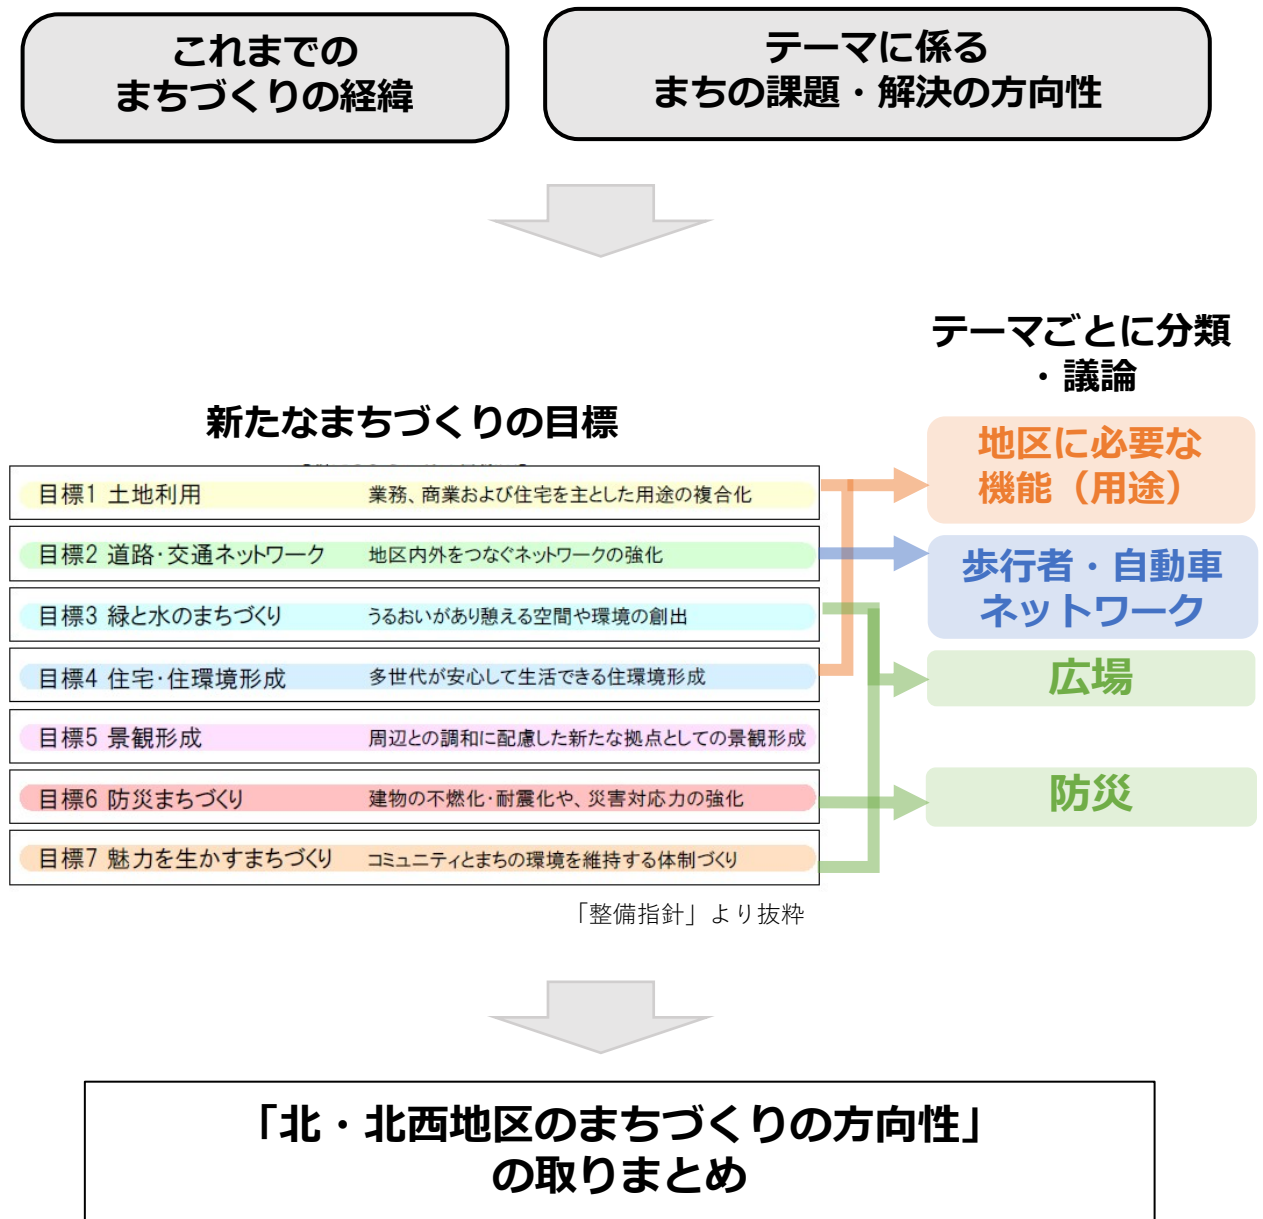 これまでの
まちづくりの経緯
テーマに係る
まちの課題・解決の方向性
テーマごとに分類
・議論
新たなまちづくりの目標
目標1 土地利用 業務、商業および住宅を主とした用途の複合化
目標2 道路・交通ネットワーク 地区内外をつなぐネットワークの強化
目標3 緑と水のまちづくり うるおいがあり憩える空間や環境の創出
目標4 住宅・住環境形成 多世代が安心して生活できる住環境形成
目標5 景観形成 周辺との調和に配慮した新たな拠点としての景観形成
目標6 防災まちづくり 建物の不燃化・耐震化や、災害対応力の強化
目標7 魅力を生かすまちづくり コミュニティとまちの環境を維持する体制づくり
「整備指針」より抜粋
地区に必要な
機能（用途）
歩行者・自動車
ネットワーク
広場
防災
「北・北西地区のまちづくりの方向性」
の取りまとめ